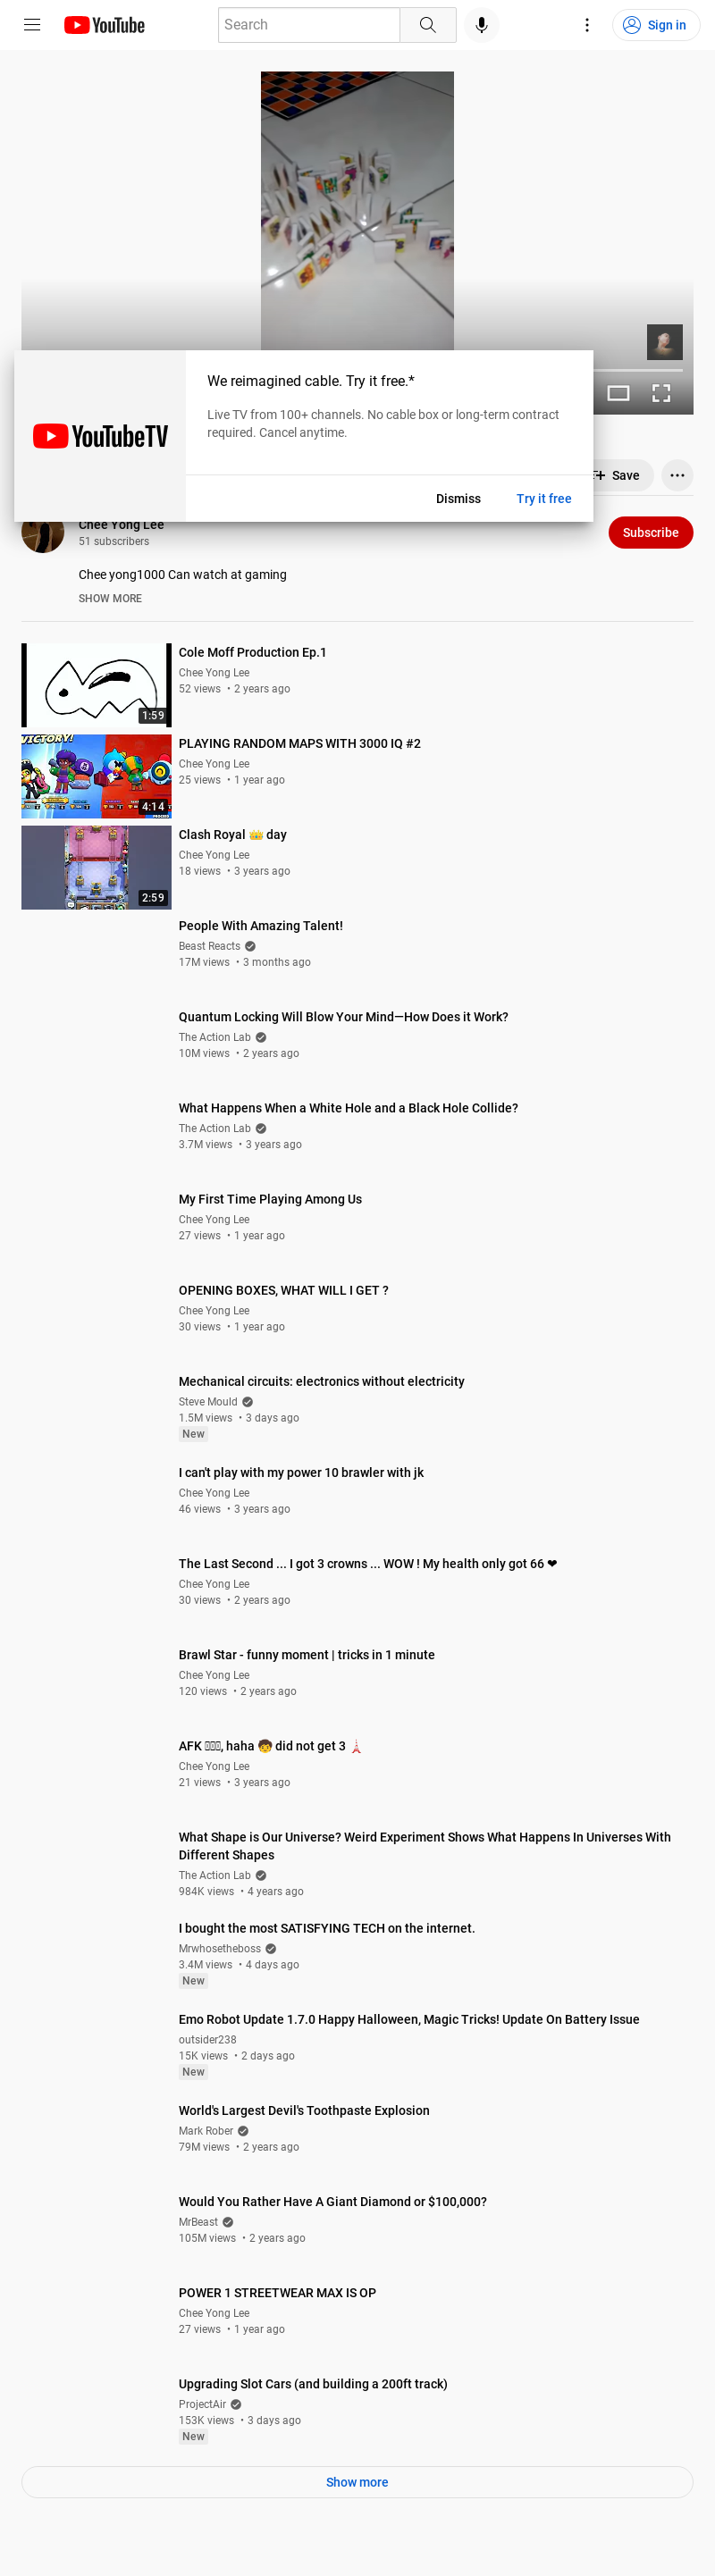 YouTube
Search
Sign in
We reimagined cable. Try it free.*
Live TV from 100+ channels. No cable box or long-term contract
required. Cancel anytime.
YouTubeTV
Dismiss
Try it free
Save
Chee Yong Lee
51 subscribers
Subscribe
Chee yong1000 Can watch at gaming
SHOW MORE
Cole Moff Production Ep.1
Chee Yong Lee
52 views • 2 years ago
1:59
PLAYING RANDOM MAPS WITH 3000 IQ #2
Chee Yong Lee
25 views • 1 year ago
VICTORY!
4:14
Clash Royal 👑 day
Chee Yong Lee
18 views • 3 years ago
2:59
People With Amazing Talent!
Beast Reacts
17M views • 3 months ago
Quantum Locking Will Blow Your Mind—How Does it Work?
The Action Lab
10M views • 2 years ago
What Happens When a White Hole and a Black Hole Collide?
The Action Lab
3.7M views • 3 years ago
My First Time Playing Among Us
Chee Yong Lee
27 views • 1 year ago
OPENING BOXES, WHAT WILL I GET ?
Chee Yong Lee
30 views • 1 year ago
Mechanical circuits: electronics without electricity
Steve Mould
1.5M views • 3 days ago
New
I can't play with my power 10 brawler with jk
Chee Yong Lee
46 views • 3 years ago
The Last Second ... I got 3 crowns ... WOW ! My health only got 66 ❤
Chee Yong Lee
30 views • 2 years ago
Brawl Star - funny moment | tricks in 1 minute
Chee Yong Lee
120 views • 2 years ago
AFK , haha 🧒 did not get 3 🗼
Chee Yong Lee
21 views • 3 years ago
What Shape is Our Universe? Weird Experiment Shows What Happens In Universes With
Different Shapes
The Action Lab
984K views • 4 years ago
I bought the most SATISFYING TECH on the internet.
Mrwhosetheboss
3.4M views • 4 days ago
New
Emo Robot Update 1.7.0 Happy Halloween, Magic Tricks! Update On Battery Issue
outsider238
15K views • 2 days ago
New
World's Largest Devil's Toothpaste Explosion
Mark Rober
79M views • 2 years ago
Would You Rather Have A Giant Diamond or $100,000?
MrBeast
105M views • 2 years ago
POWER 1 STREETWEAR MAX IS OP
Chee Yong Lee
27 views • 1 year ago
Upgrading Slot Cars (and building a 200ft track)
ProjectAir
153K views • 3 days ago
New
Show more